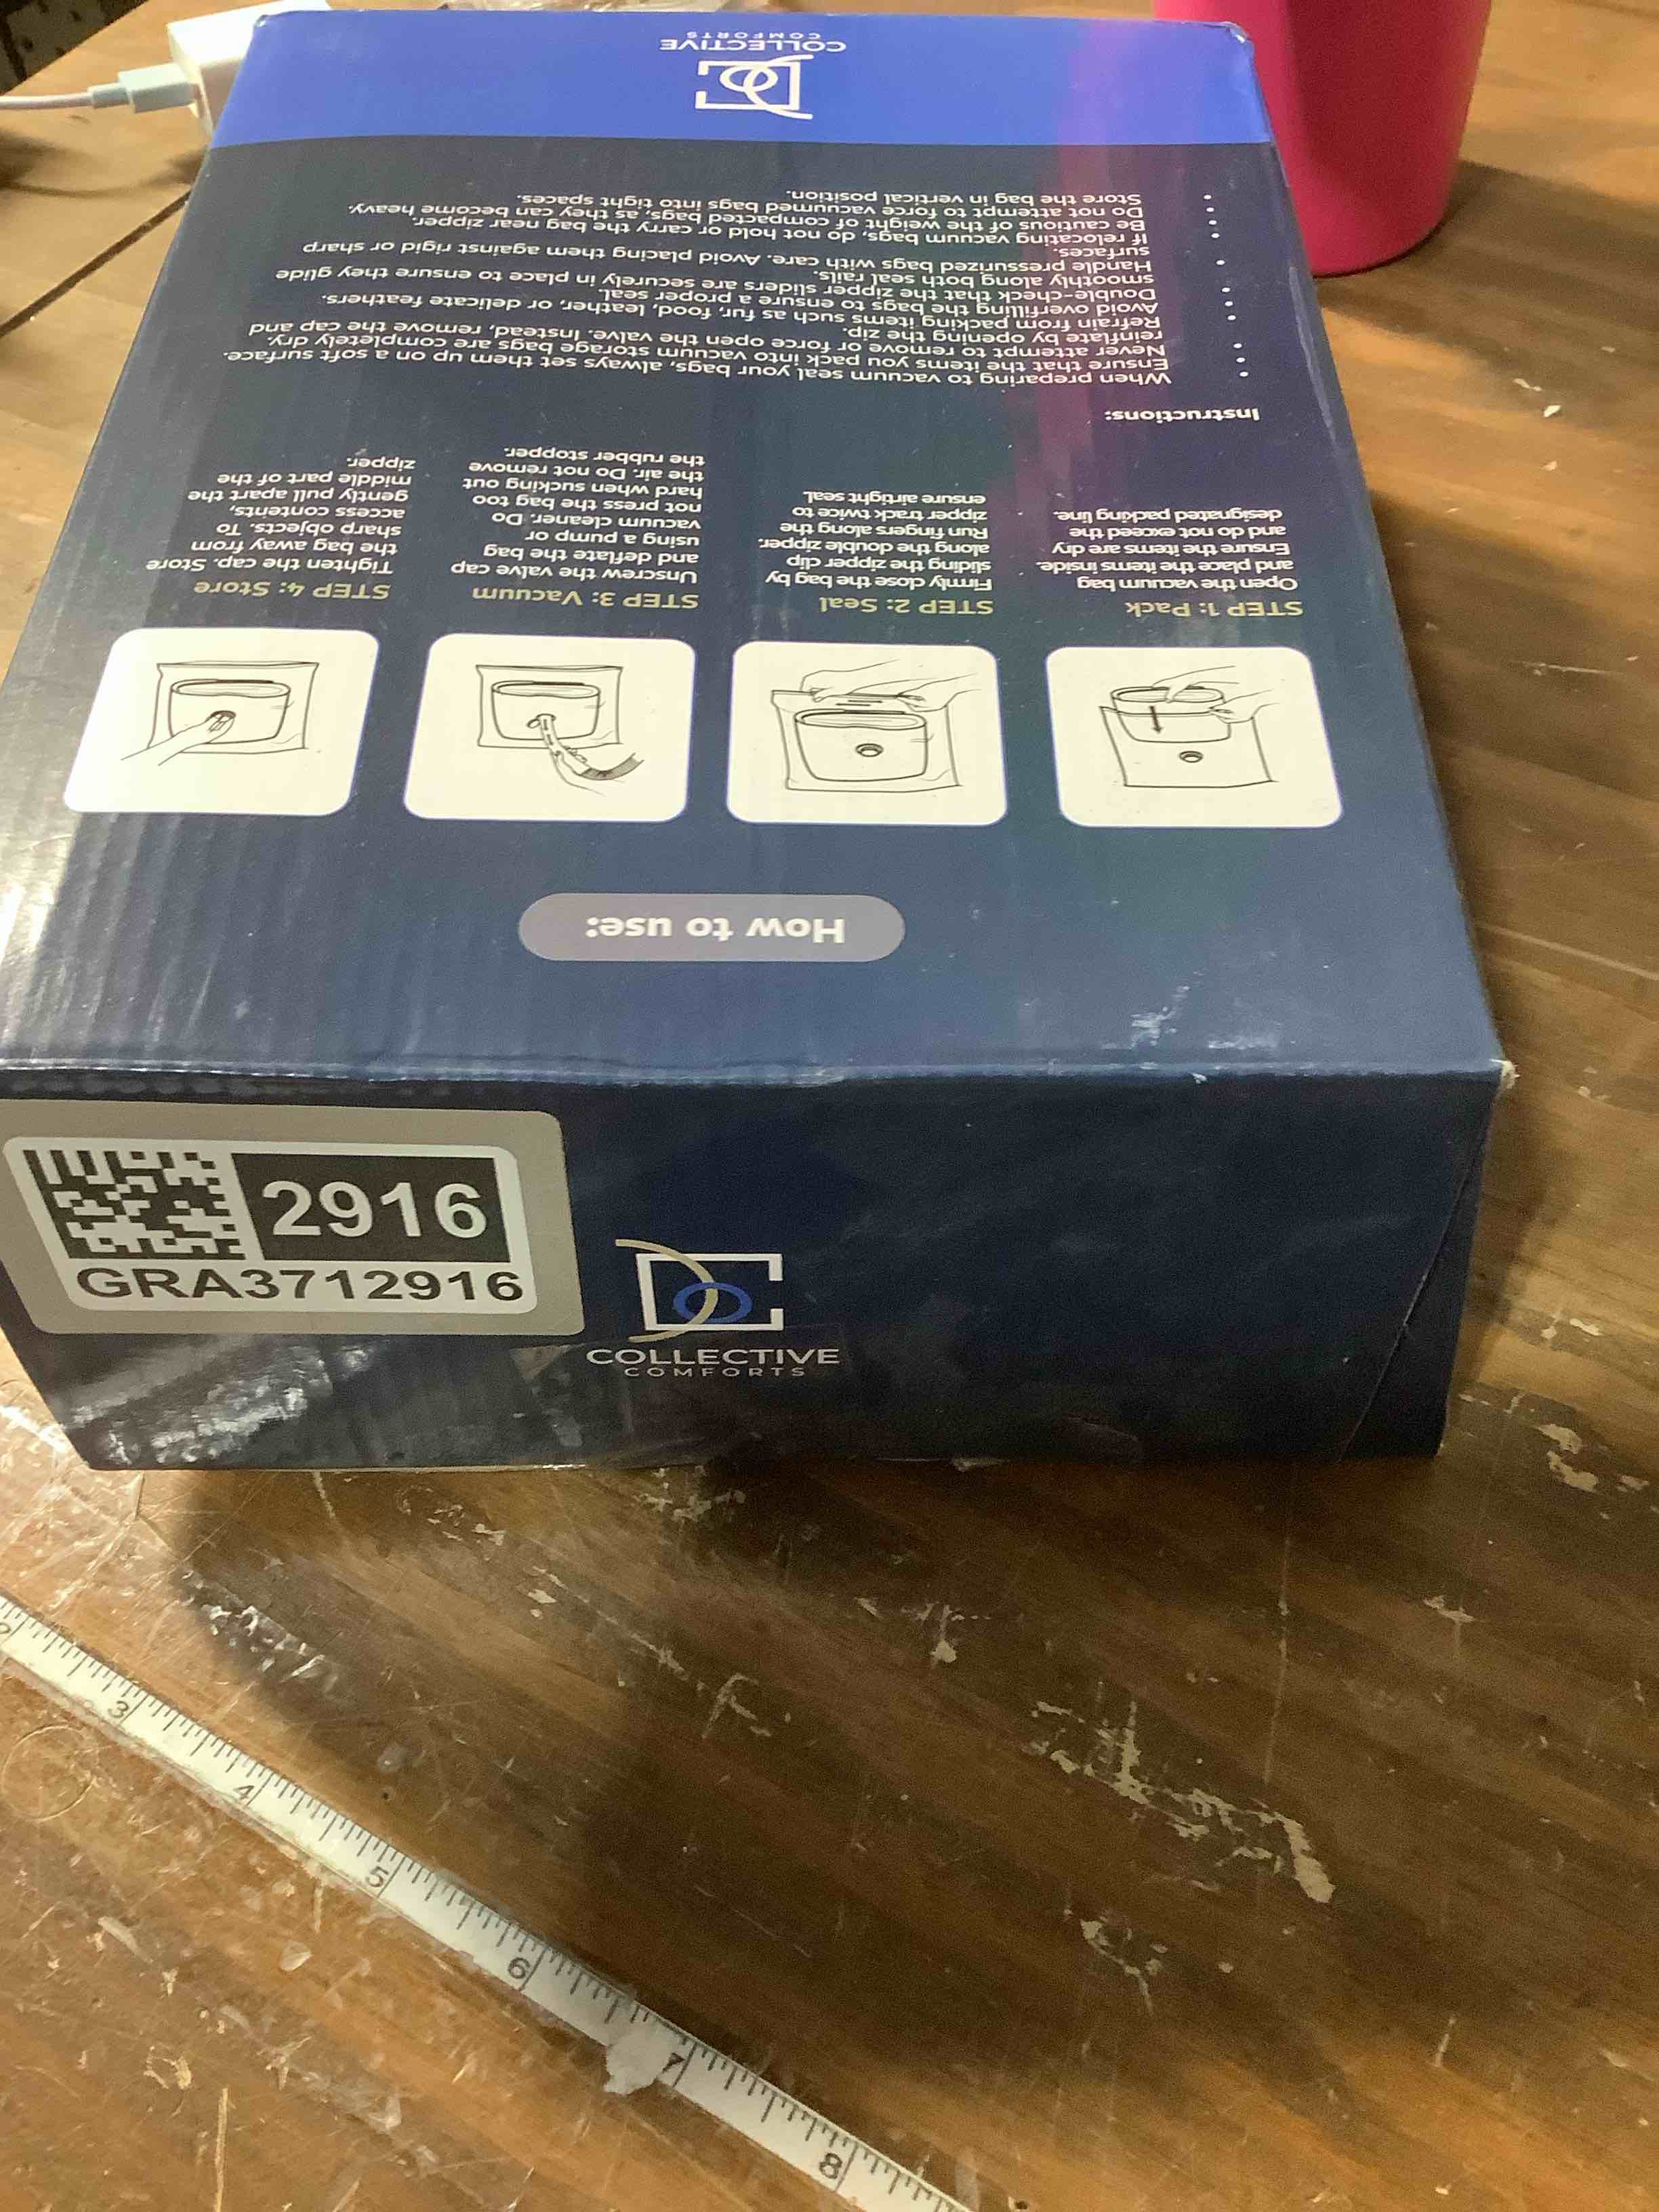 How to use:
STEP 1: Pack
Open the vacuum bag
and place the items inside.
Ensure the items are dry
and do not exceed the
designated packing line.
STEP 2: Seal
Firmly close the bag by
sliding the zipper clip
along the double zipper.
Run fingers along the
zipper track twice to
ensure airtight seal.
STEP 3: Vacuum
Unscrew the valve cap
and deflate the bag
using a pump or
vacuum cleaner. Do
not press the bag too
hard when sucking out
the air. Do not remove
the rubber stopper.
STEP 4: Store
Tighten the cap. Store
the bag away from
sharp objects. To
access contents,
gently pull apart the
middle part of the
zipper.
Instructions:
• When preparing to vacuum seal your bags, always set them up on a soft surface.
• Ensure that the items you pack into vacuum storage bags are completely dry.
• Never attempt to remove or force open the valve. Instead, remove the cap and
reinflate by opening the zip.
• Refrain from packing items such as fur, food, leather, or delicate feathers.
• Avoid overfilling the bags to ensure a proper seal.
• Double-check that the zipper sliders are securely in place to ensure they glide
smoothly along both seal rails.
• Handle pressurized bags with care. Avoid placing them against rigid or sharp
surfaces.
• If relocating vacuum bags, do not hold or carry the bag near zipper.
• Be cautious of the weight of compacted bags, as they can become heavy.
• Do not attempt to force vacuumed bags into tight spaces.
• Store the bag in vertical position.
COLLECTIVE
COMFORTS
2916
GRA3712916
COLLECTIVE
COMFORTS
2 3 4 5 6 7 8